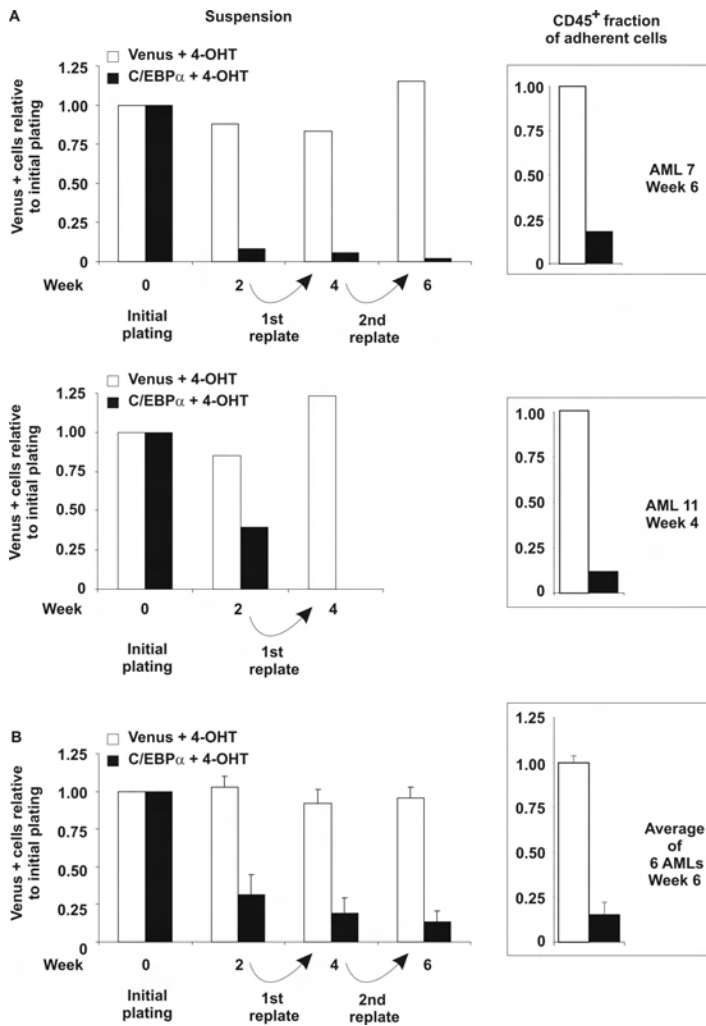 A
Suspension
CD45+ fraction
of adherent cells
Venus + 4-OHT
C/EBPα + 4-OHT
Venus + cells relative
to initial plating
1.25
1.00
0.75
0.50
0.25
0
Week 0 2 4 6
Initial
plating
1st
replate
2nd
replate
1.00
0.75
0.50
0.25
0
AML 7
Week 6
Venus + 4-OHT
C/EBPα + 4-OHT
Venus + cells relative
to initial plating
1.25
1.00
0.75
0.50
0.25
0
Week 0 2 4
Initial
plating
1st
replate
1.00
0.75
0.50
0.25
0
AML 11
Week 4
B
Venus + 4-OHT
C/EBPα + 4-OHT
Venus + cells relative
to initial plating
1.25
1.00
0.75
0.50
0.25
0
Week 0 2 4 6
Initial
plating
1st
replate
2nd
replate
1.25
1.00
0.75
0.50
0.25
0
Average
of
6 AMLs
Week 6